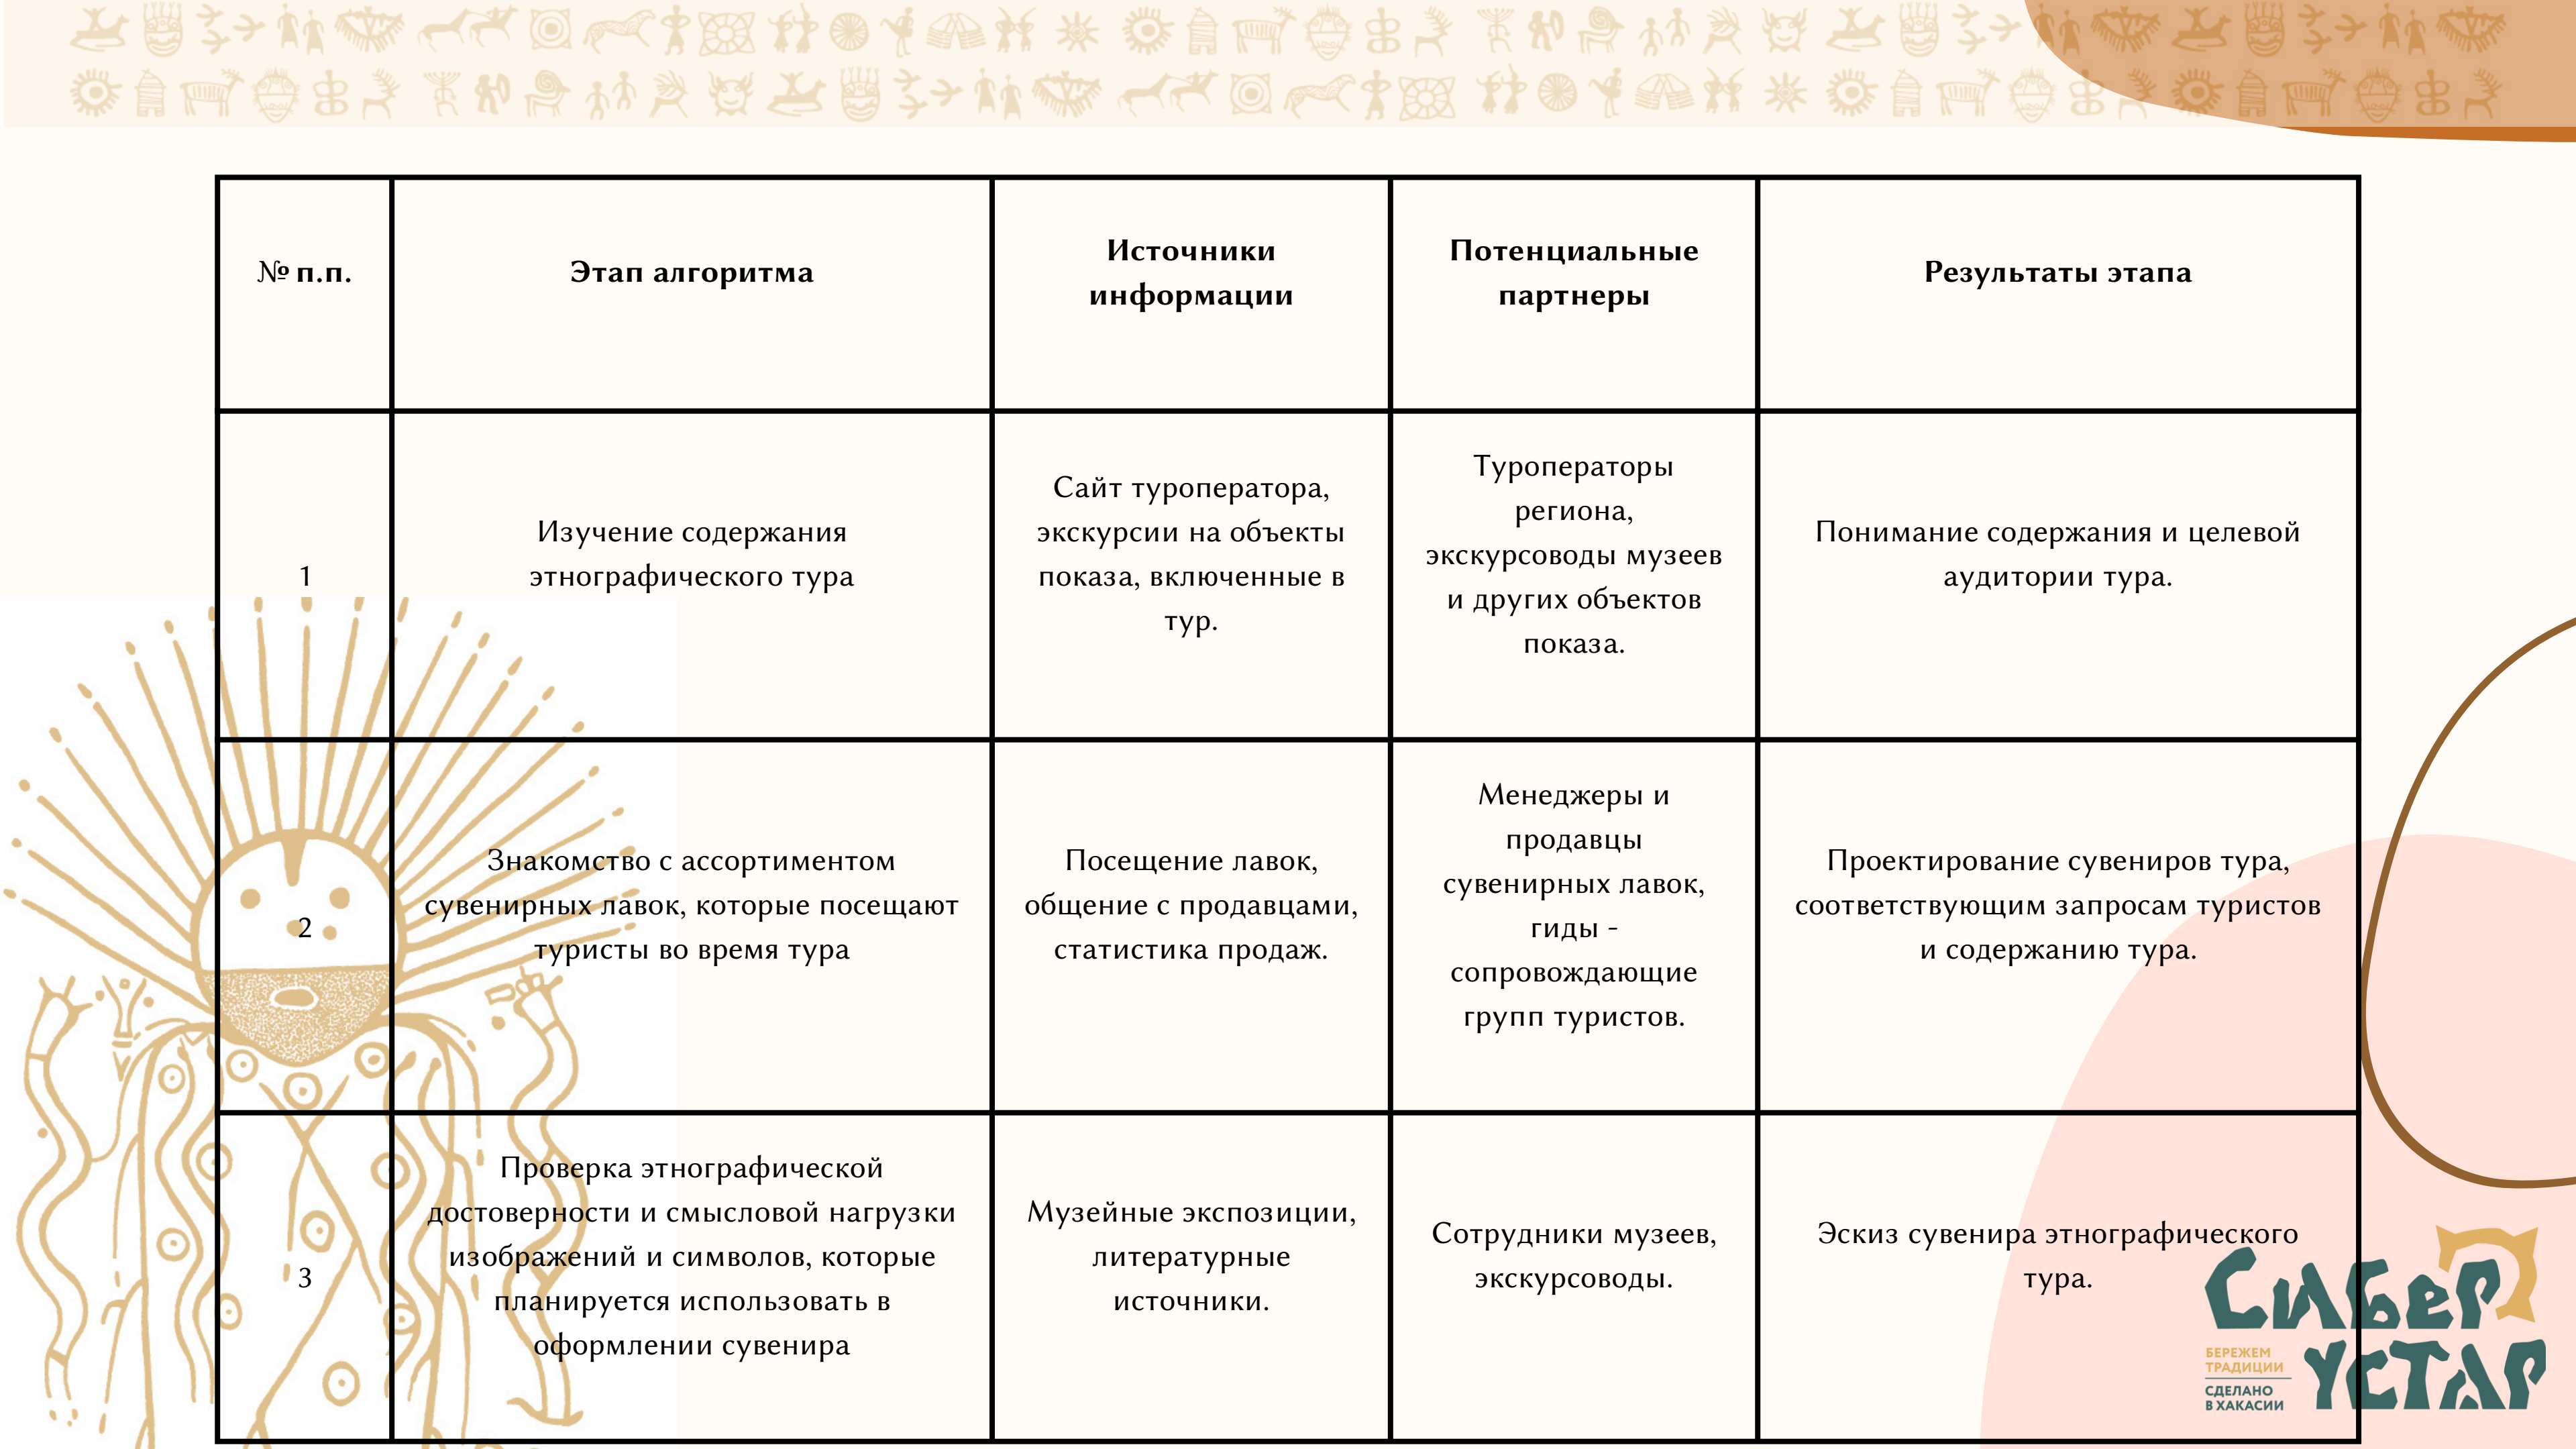 № п.п.
Этап алгоритма
Источники
информации
Потенциальные
партнеры
Результаты этапа
1
Изучение содержания
этнографического тура
Сайт туроператора,
экскурсии на объекты
показа, включенные в
тур.
Туроператоры
региона,
экскурсоводы музеев
и других объектов
показа.
Понимание содержания и целевой
аудитории тура.
2
Знакомство с ассортиментом
сувенирных лавок, которые посещают
туристы во время тура
Посещение лавок,
общение с продавцами,
статистика продаж.
Менеджеры и
продавцы
сувенирных лавок,
гиды -
сопровождающие
групп туристов.
Проектирование сувениров тура,
соответствующим запросам туристов
и содержанию тура.
3
Проверка этнографической
достоверности и смысловой нагрузки
изображений и символов, которые
планируется использовать в
оформлении сувенира
Музейные экспозиции,
литературные
источники.
Сотрудники музеев,
экскурсоводы.
Эскиз сувенира этнографического
тура.
Сибер
устар
БЕРЕЖЕМ
ТРАДИЦИИ
СДЕЛАНО
В ХАКАСИИ